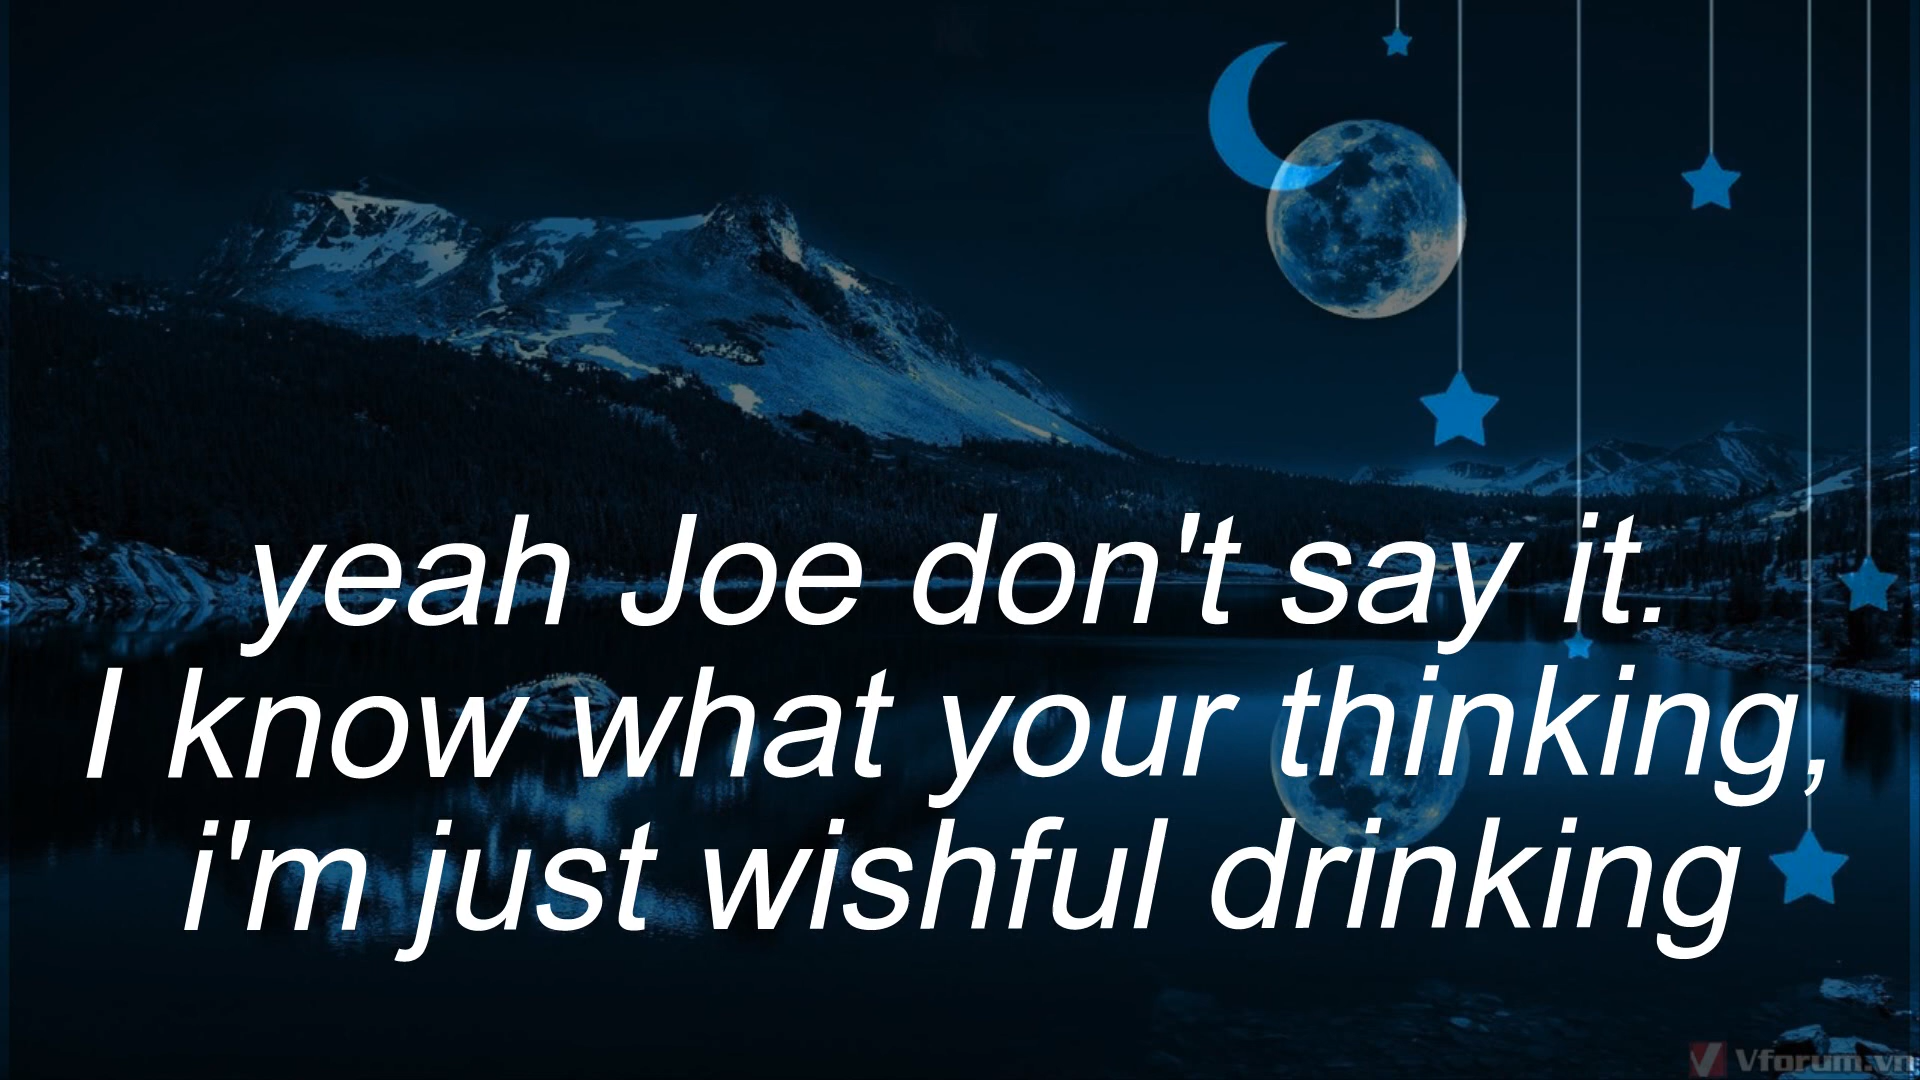 yeah Joe don't say it.
I know what your thinking,
i'm just wishful drinking
Vforum.vn